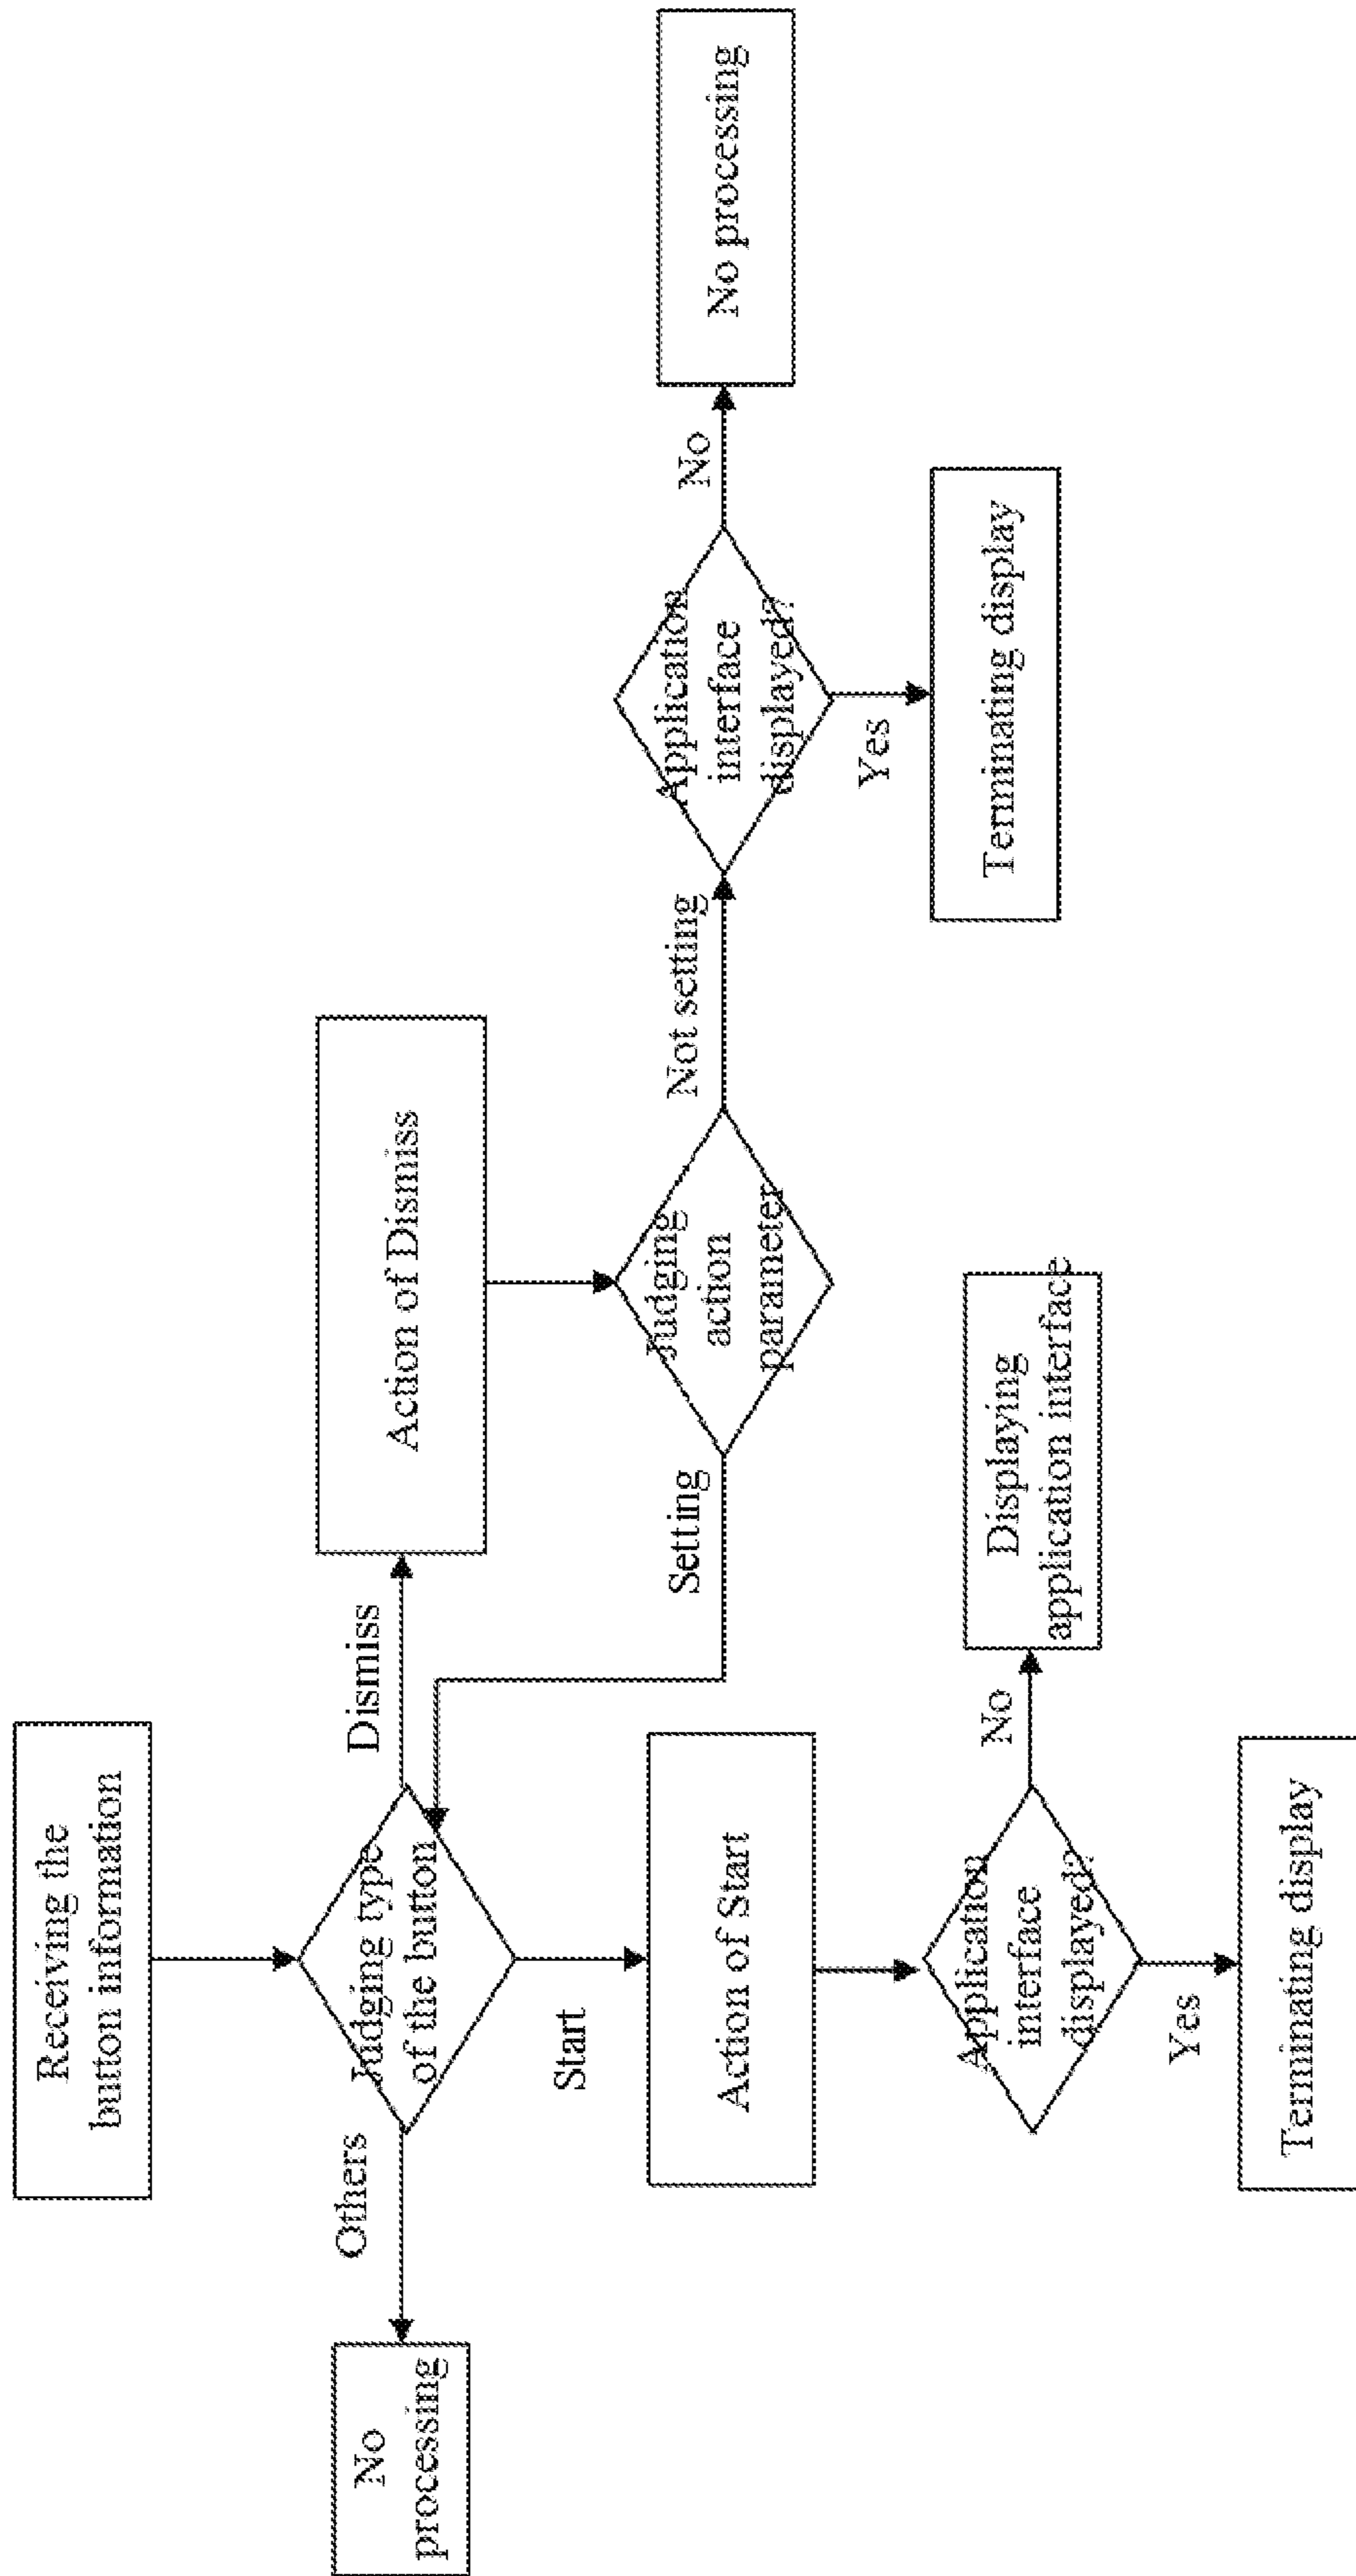 Receiving the
button information
Others
Judging type
of the button
Dismiss
No
processing
Action of Dismiss
Start
Setting
Judging
action
parameter
Not setting
Application
interface
displayed?
No
No processing
Action of Start
Yes
Terminating display
Application
interface
displayed?
No
Displaying
application interface
Yes
Terminating display